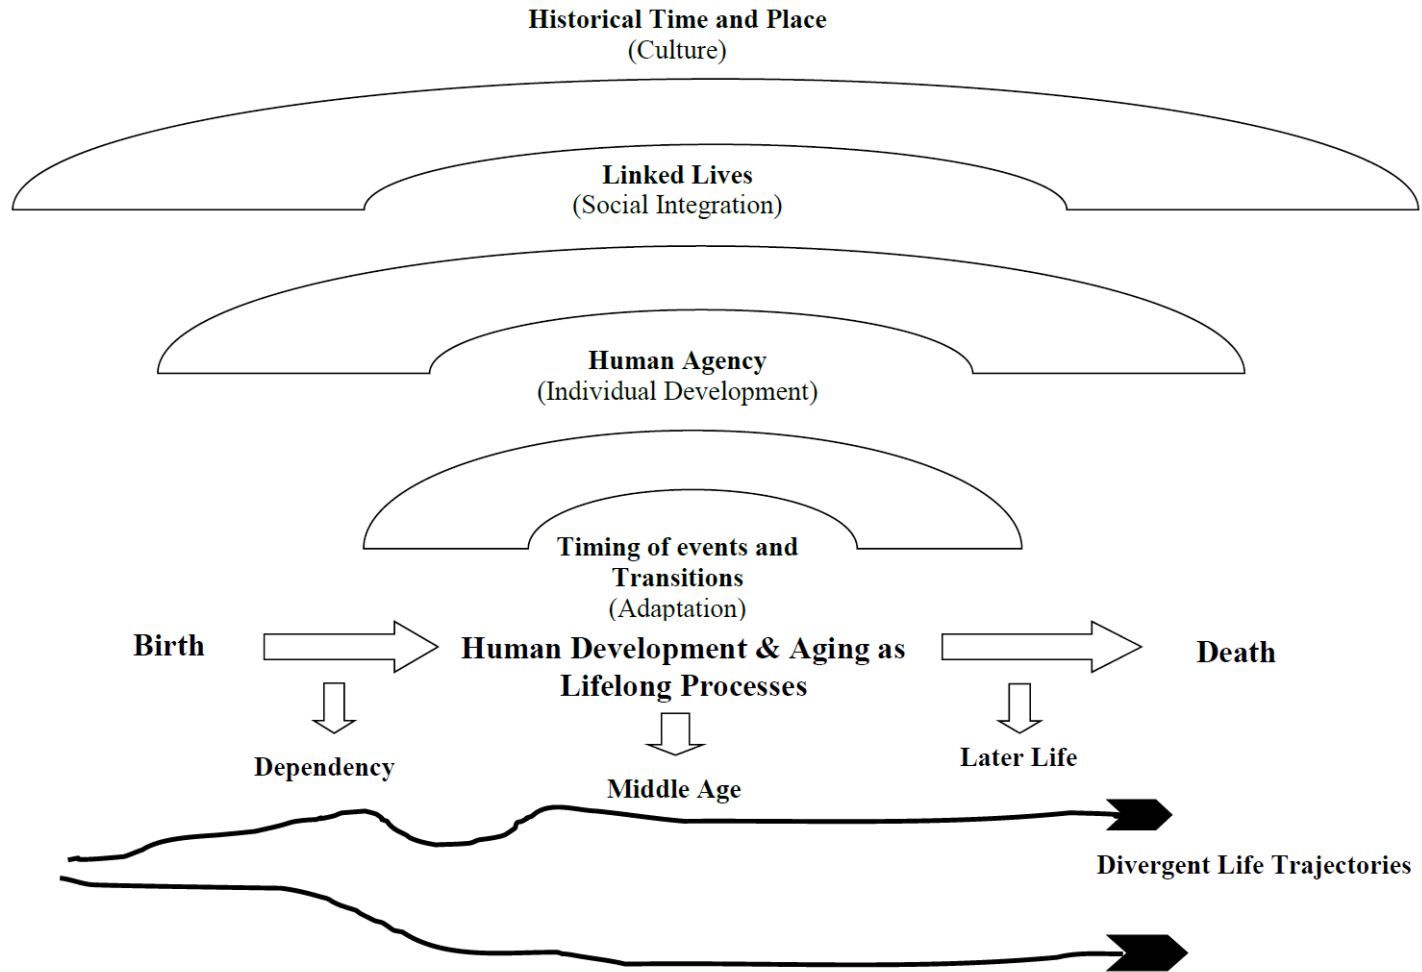 Historical Time and Place
(Culture)
Linked Lives
(Social Integration)
Human Agency
(Individual Development)
Timing of events and
Transitions
(Adaptation)
Birth
Human Development & Aging as
Lifelong Processes
Death
Dependency
Middle Age
Later Life
Divergent Life Trajectories